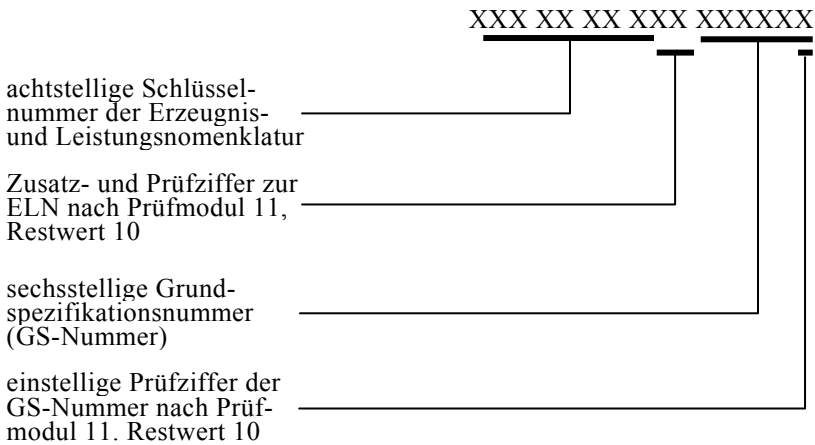 XXX XX XX XXX XXXXXX
achtstellige Schlüssel-
nummer der Erzeugnis-
und Leistungsnomenklatur
Zusatz- und Prüfziffer zur
ELN nach Prüfmodul 11,
Restwert 10
sechsstellige Grund-
spezifikationsnummer
(GS-Nummer)
einstellige Prüfziffer der
GS-Nummer nach Prüf-
modul 11. Restwert 10